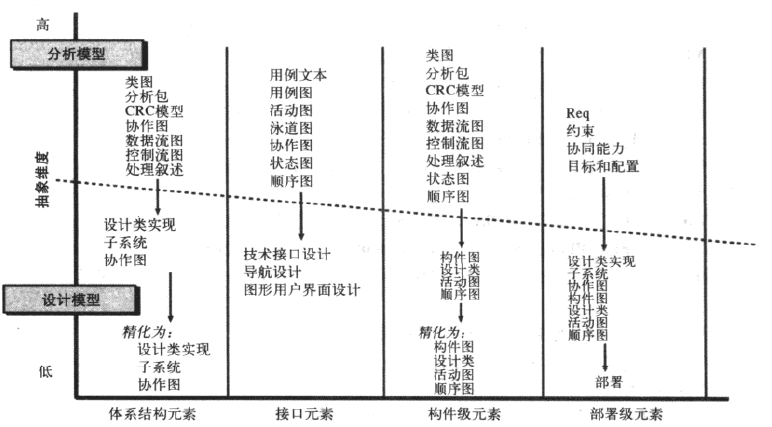 高
分析模型
抽象维度
设计模型
低
类图
分析包
CRC模型
协作图
数据流图
控制流图
处理叙述
设计类实现
子系统
协作图
精化为:
设计类实现
子系统
协作图
体系结构元素
用例文本
用例图
活动图
泳道图
协作图
状态图
顺序图
技术接口设计
导航设计
图形用户界面设计
接口元素
类图
分析包
CRC模型
协作图
数据流图
控制流图
处理叙述
状态图
顺序图
构件图
设计类
活动图
顺序图
精化为:
构件图
设计类
活动图
顺序图
构件级元素
Req
约束
协同能力
目标和配置
设计类实现
子系统
协作图
构件图
设计类
活动图
顺序图
部署
部署级元素